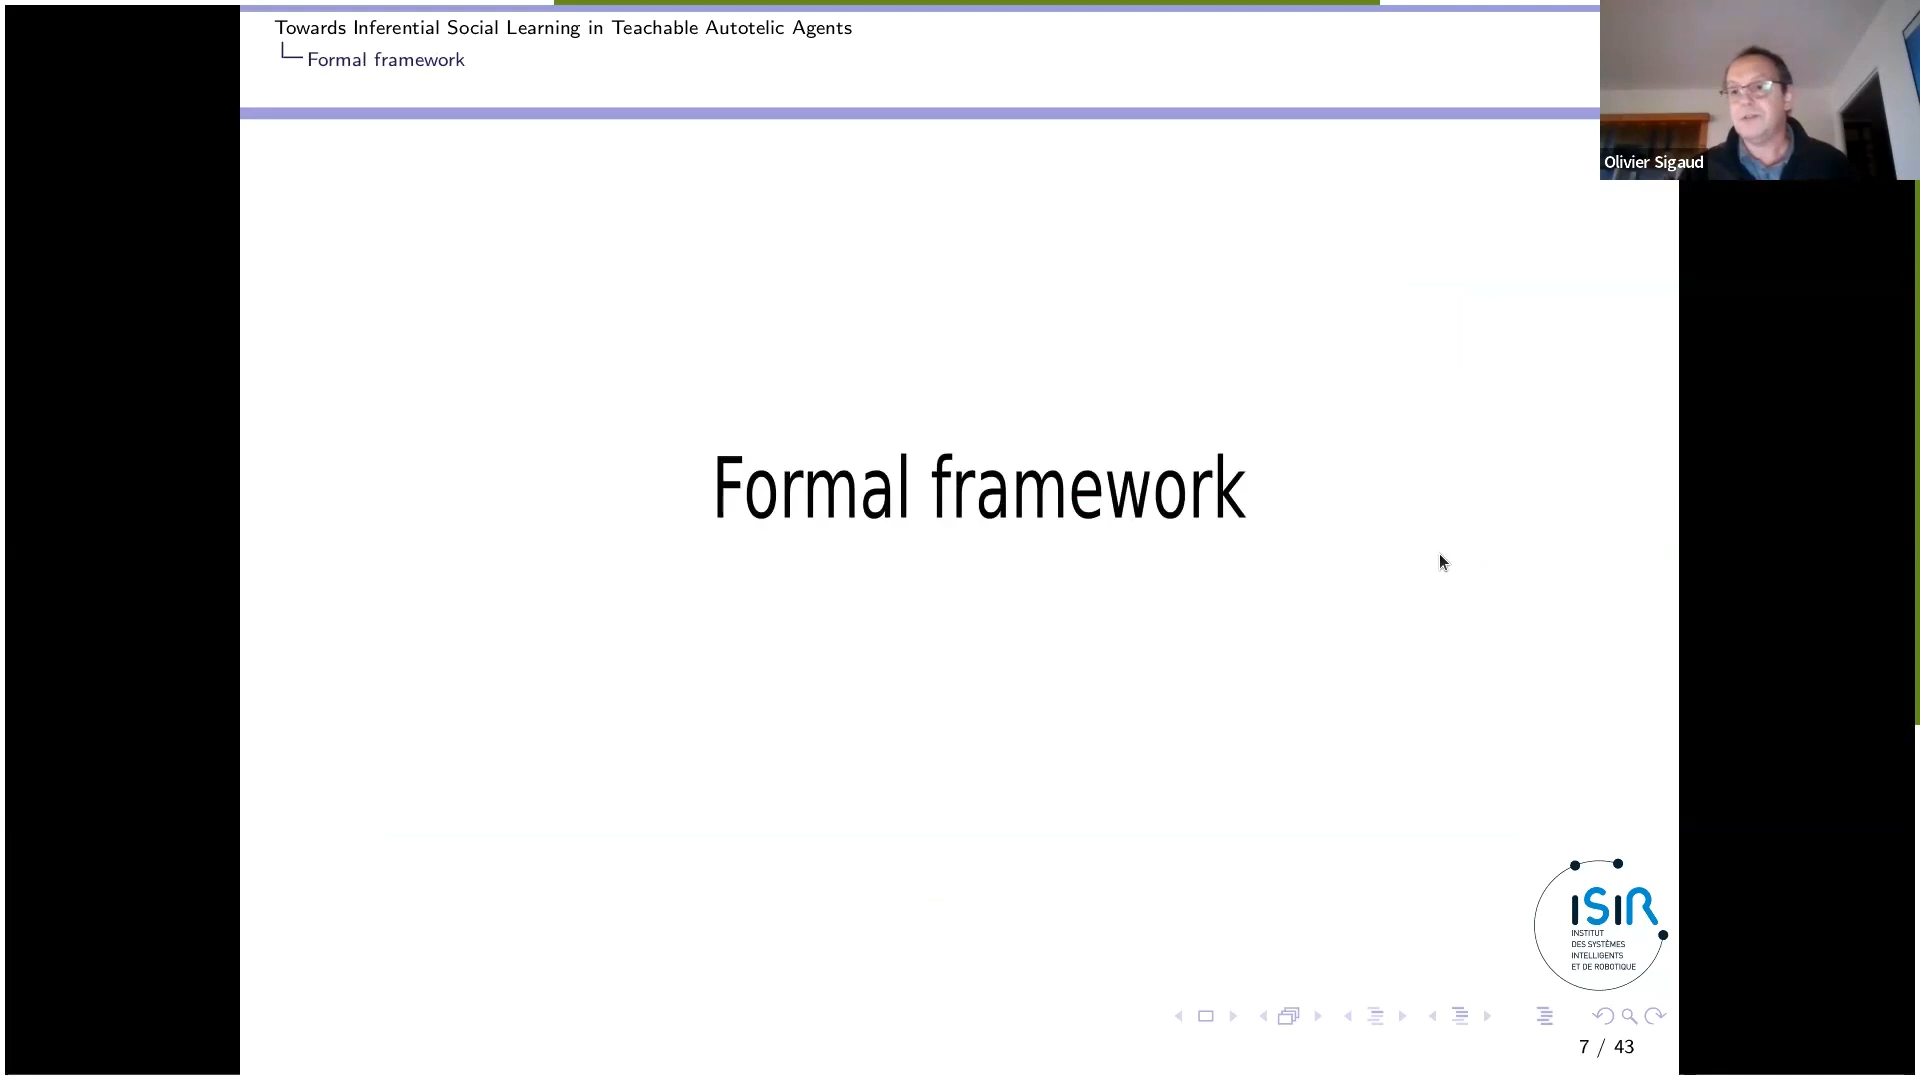 Towards Inferential Social Learning in Teachable Autotelic Agents
Formal framework
Olivier Sigaud
Formal framework
ISIR
INSTITUT
DES SYSTÈMES
INTELLIGENTS
ET DE ROBOTIQUE
7 / 43